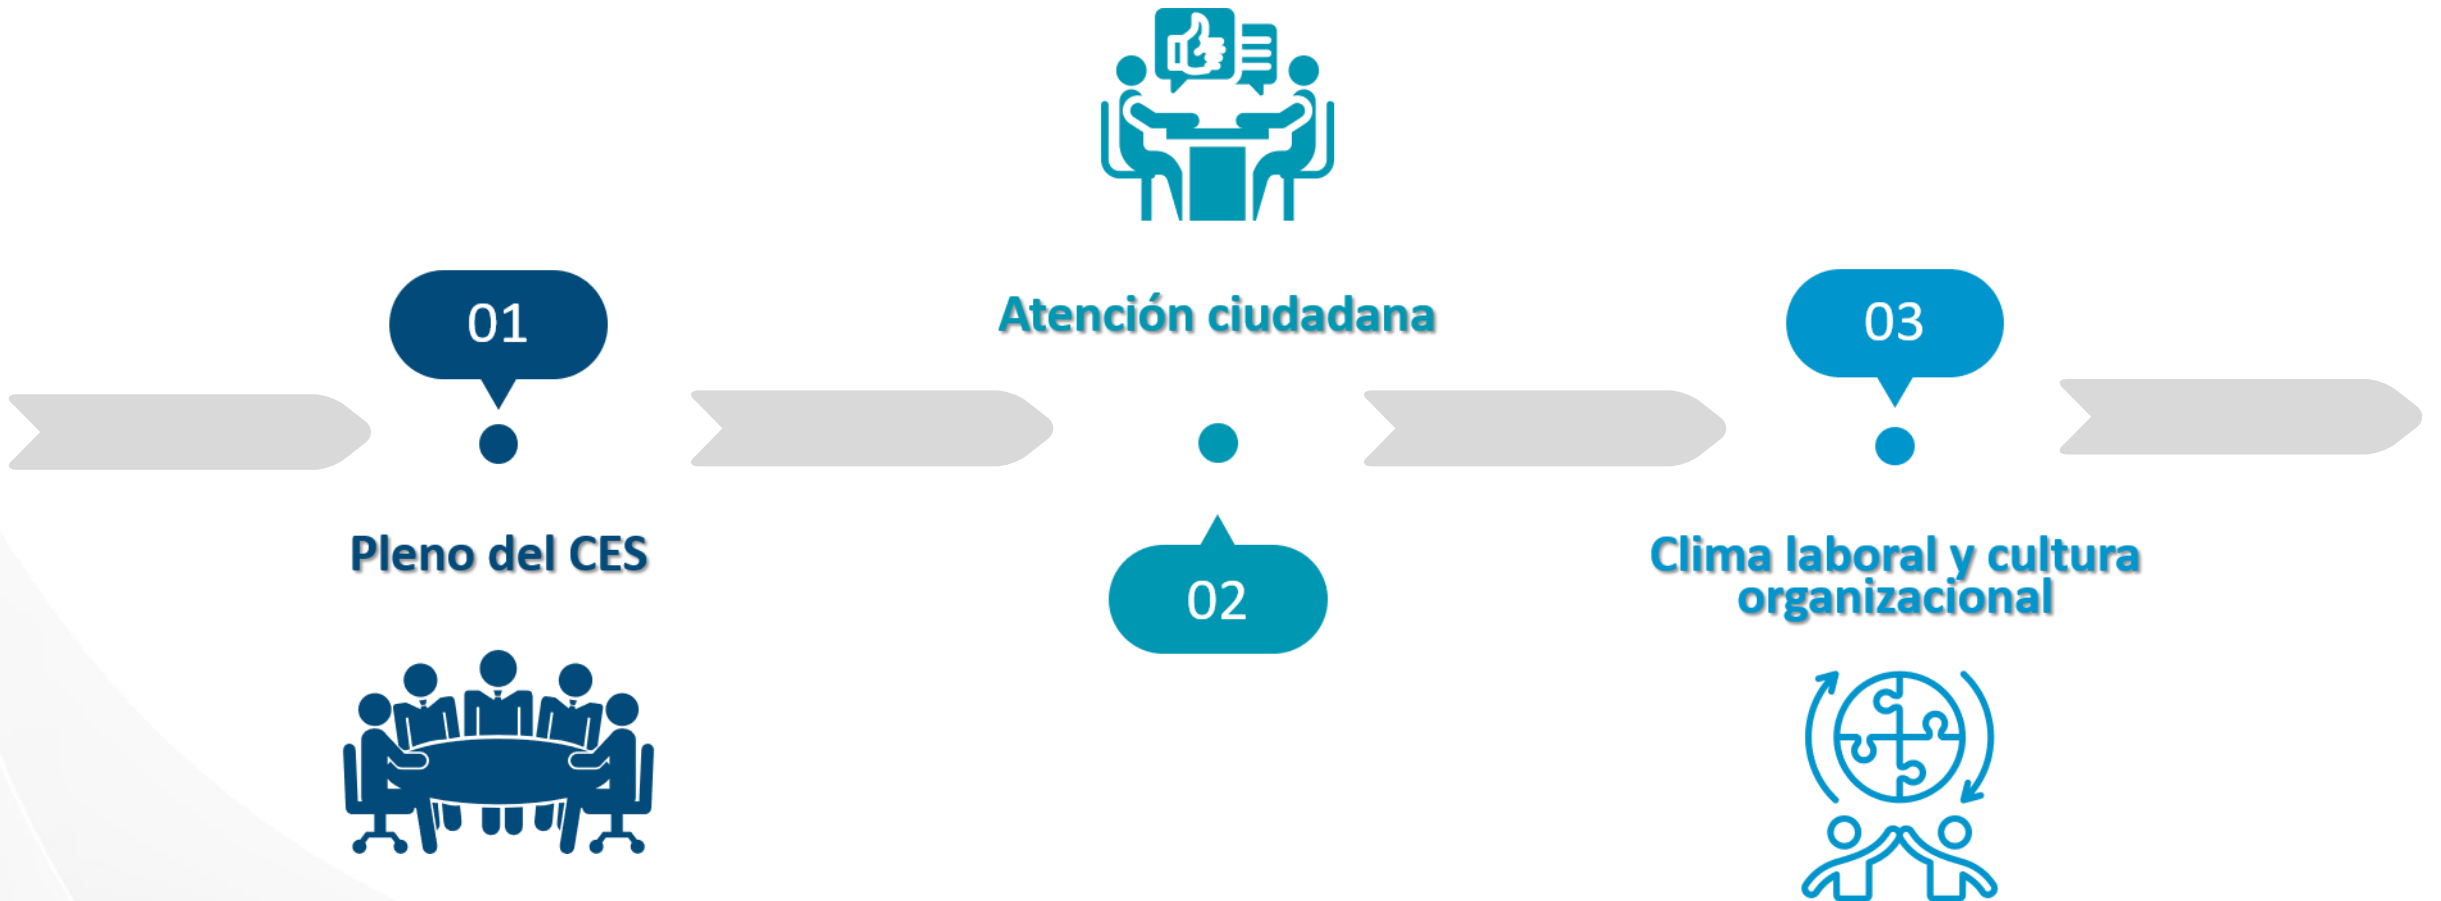 01
Pleno del CES
Atención ciudadana
02
03
Clima laboral y cultura
organizacional